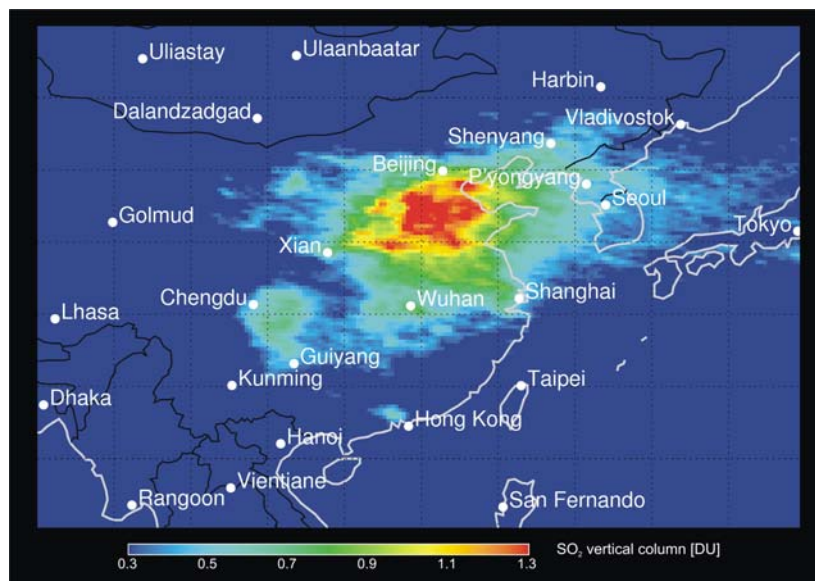 Uliastay
Ulaanbaatar
Harbin
Dalandzadgad
Vladivostok
Shenyang
Beijing
P'yongyang
Seoul
Golmud
Tokyo
Xian
Chengdu
Wuhan
Shanghai
Lhasa
Guiyang
Kunming
Taipei
Dhaka
Hong Kong
Hanoi
Vientiane
Rangoon
San Fernando
SO₂ vertical column [DU]
0.3 0.5 0.7 0.9 1.1 1.3